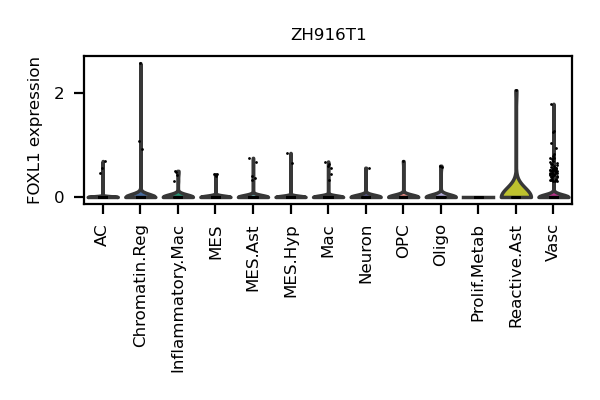 ZH916T1
FOXL1 expression
2
0
AC
Chromatin.Reg
Inflammatory.Mac
MES
MES.Ast
MES.Hyp
Mac
Neuron
OPC
Oligo
Prolif.Metab
Reactive.Ast
Vasc